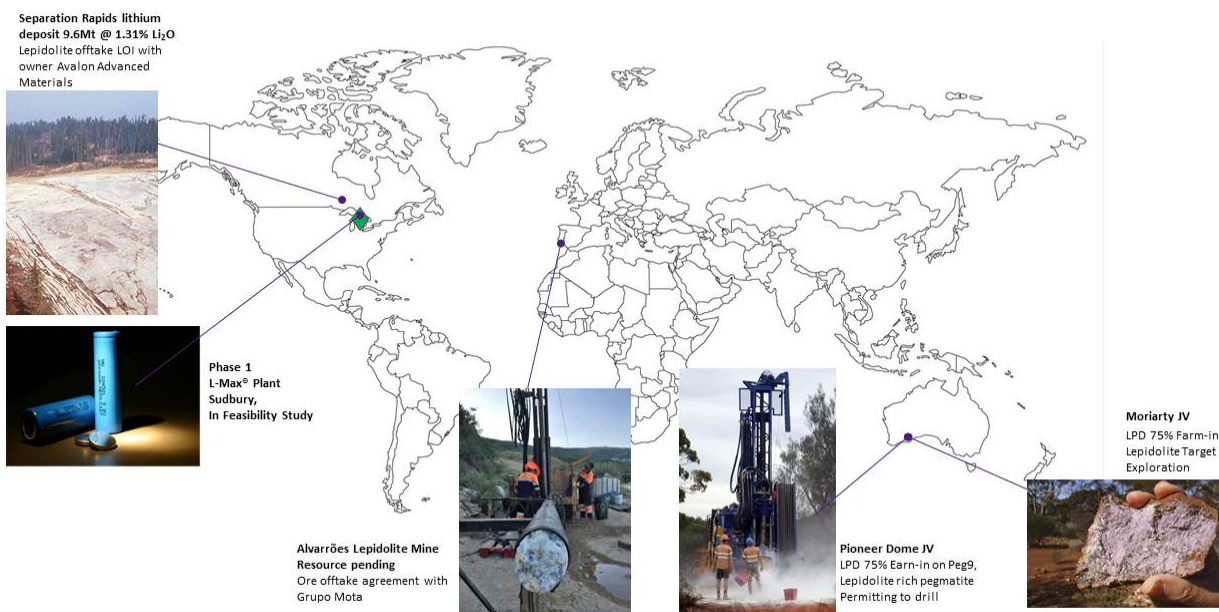 Separation Rapids lithium
deposit 9.6Mt @ 1.31% Li₂O
Lepidolite offtake LOI with
owner Avalon Advanced
Materials
Phase 1
L-Max® Plant
Sudbury,
In Feasibility Study
Alvarrões Lepidolite Mine
Resource pending
Ore offtake agreement with
Grupo Mota
Pioneer Dome JV
LPD 75% Earn-in on Peg9,
Lepidolite rich pegmatite
Permitting to drill
Moriarty JV
LPD 75% Farm-in
Lepidolite Target
Exploration